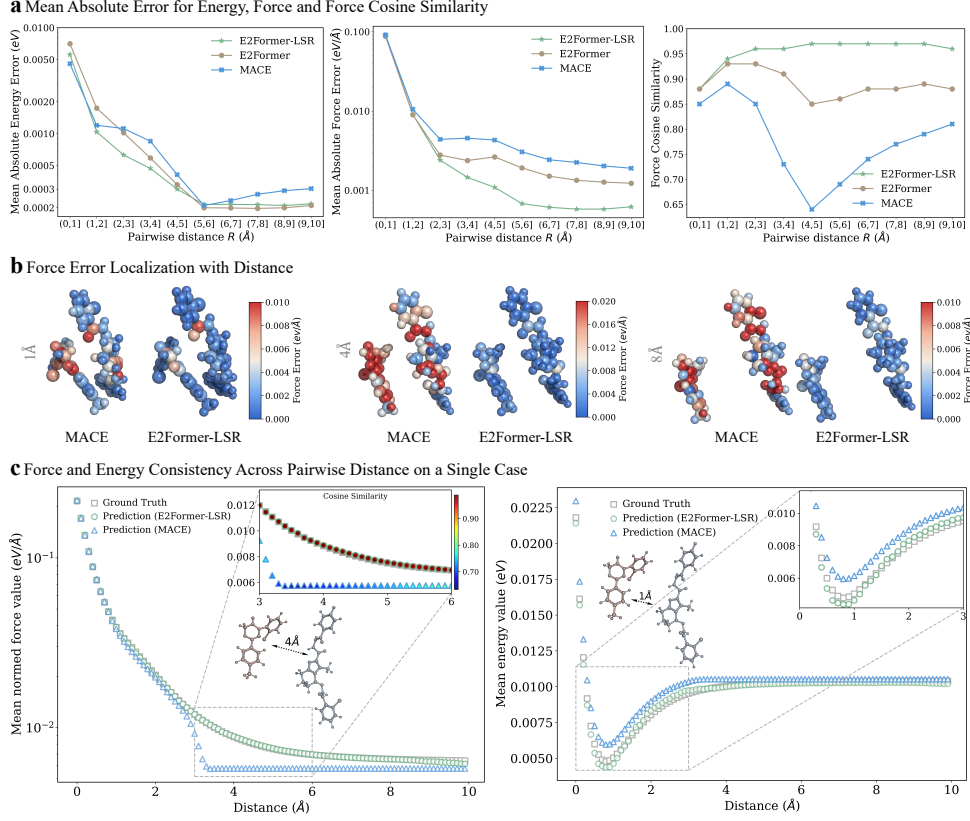 a Mean Absolute Error for Energy, Force and Force Cosine Similarity
Mean Absolute Energy Error (eV)
0.0100
0.0050
0.0020
0.0010
0.0005
0.0003
0.0002
E2Former-LSR
E2Former
MACE
(0,1] (1,2] (2,3] (3,4] (4,5] (5,6] (6,7] (7,8] (8,9] (9,10]
Pairwise distance R (Å)
Mean Absolute Force Error (eV/Å)
0.100
0.010
0.001
E2Former-LSR
E2Former
MACE
(0,1] (1,2] (2,3] (3,4] (4,5] (5,6] (6,7] (7,8] (8,9] (9,10]
Pairwise distance R (Å)
Force Cosine Similarity
1.00
0.95
0.90
0.85
0.80
0.75
0.70
0.65
E2Former-LSR
E2Former
MACE
(0,1] (1,2] (2,3] (3,4] (4,5] (5,6] (6,7] (7,8] (8,9] (9,10]
Pairwise distance R (Å)
b Force Error Localization with Distance
1Å
0.010
0.008
0.006
0.004
0.002
0.000
Force Error (eV/Å)
MACE E2Former-LSR
4Å
0.020
0.015
0.010
0.005
0.000
Force Error (eV/Å)
MACE E2Former-LSR
8Å
0.010
0.008
0.006
0.004
0.002
0.000
Force Error (eV/Å)
MACE E2Former-LSR
c Force and Energy Consistency Across Pairwise Distance on a Single Case
Mean normed force value (eV/Å)
10⁻¹
10⁻²
Ground Truth
Prediction (E2Former-LSR)
Prediction (MACE)
Cosine Similarity
0.012
0.010
0.008
0.006
3 4 5 6
0.90
0.80
0.70
4Å
0 2 4 6 8 10
Distance (Å)
Mean energy value (eV)
0.0225
0.0200
0.0175
0.0150
0.0125
0.0100
0.0075
0.0050
Ground Truth
Prediction (E2Former-LSR)
Prediction (MACE)
0.010
0.008
0.006
0 1 2 3
1Å
0 2 4 6 8 10
Distance (Å)